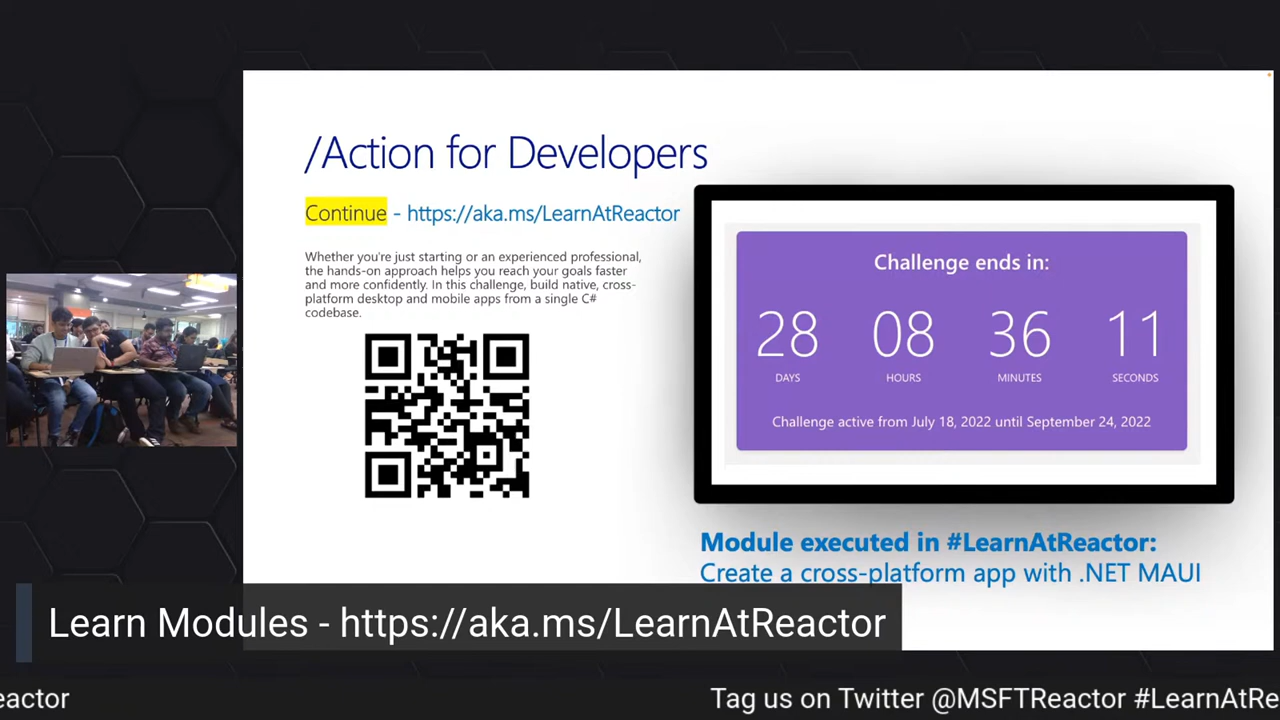 /Action for Developers
Continue - https://aka.ms/LearnAtReactor
Whether you're just starting or an experienced professional,
the hands-on approach helps you reach your goals faster
and more confidently. In this challenge, build native, cross-
platform desktop and mobile apps from a single C#
codebase.
Challenge ends in:
28 08 36 11
DAYS HOURS MINUTES SECONDS
Challenge active from July 18, 2022 until September 24, 2022
Module executed in #LearnAtReactor:
Create a cross-platform app with .NET MAUI
Learn Modules - https://aka.ms/LearnAtReactor
eactor
Tag us on Twitter @MSFTReactor #LearnAtRe